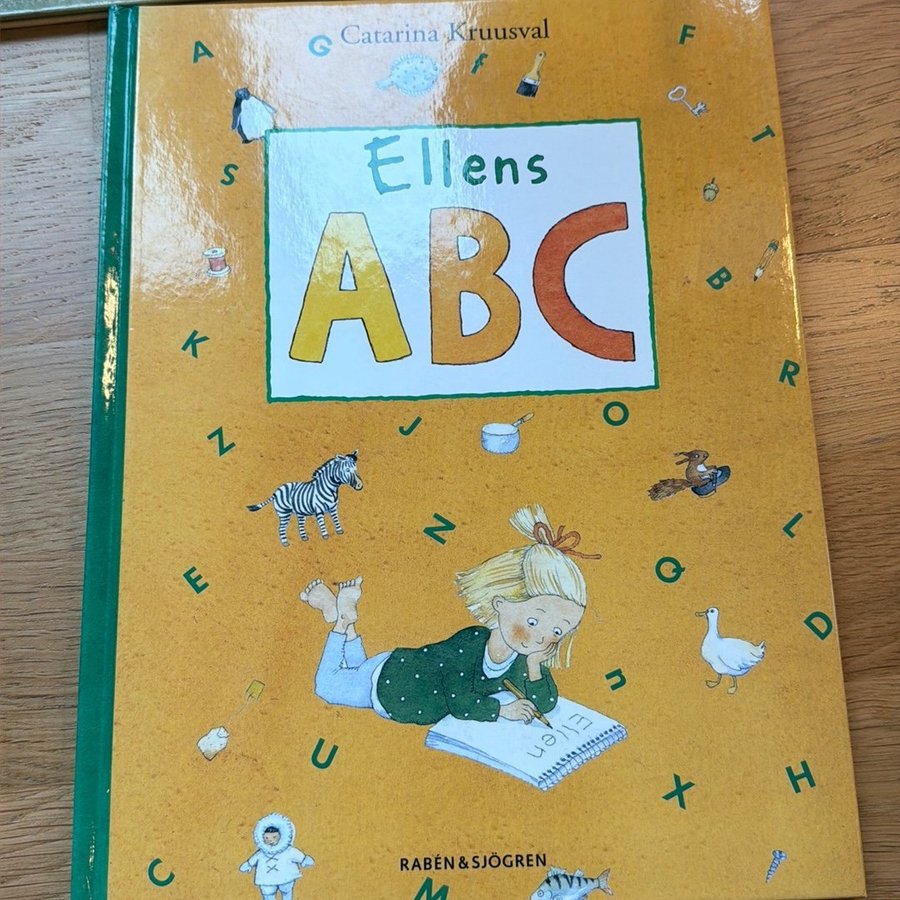 Catarina Kruusval
A G f F
T
S
Ellens
ABC
B
K
R
J O
Z
N L
E Q
D
n
Ellen
U
X H
RABÉN & SJÖGREN
C M